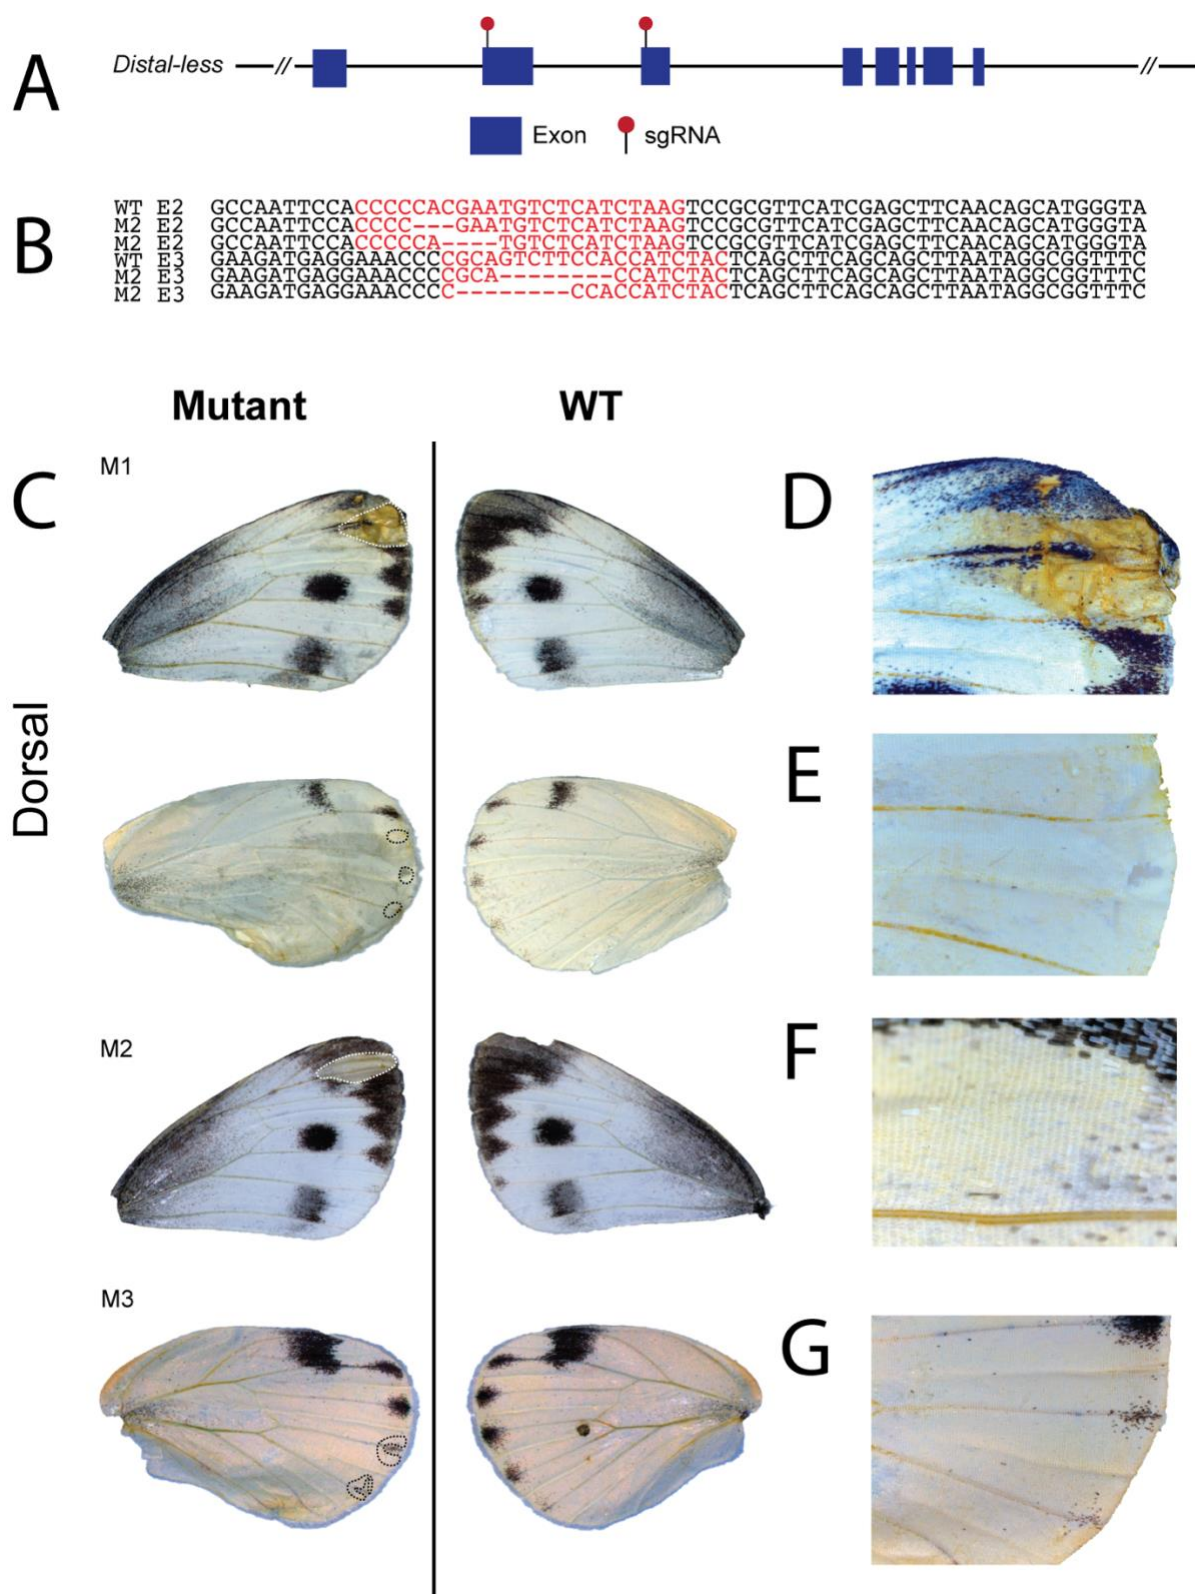 A
Distal-less
Exon
sgRNA
B
WT E2 GCCAATTCCACCCCCACGAATGTCTCATCTAAGTCCGCGTTCATCGAGCTTCAACAGCATGGGTA
M2 E2 GCCAATTCCACCCC---GAATGTCTCATCTAAGTCCGCGTTCATCGAGCTTCAACAGCATGGGTA
M2 E2 GCCAATTCCACCCCCA----TGTCTCATCTAAGTCCGCGTTCATCGAGCTTCAACAGCATGGGTA
WT E3 GAAGATGAGGAAACCCCGCAGTCTTCCACCATCTACTCAGCTTCAGCAGCTTAATAGGCGGTTTC
M2 E3 GAAGATGAGGAAACCCCGCA--------CCATCTACTCAGCTTCAGCAGCTTAATAGGCGGTTTC
M2 E3 GAAGATGAGGAAACCCC--------CCACCATCTACTCAGCTTCAGCAGCTTAATAGGCGGTTTC
Mutant
WT
C
M1
D
Dorsal
E
M2
F
M3
G